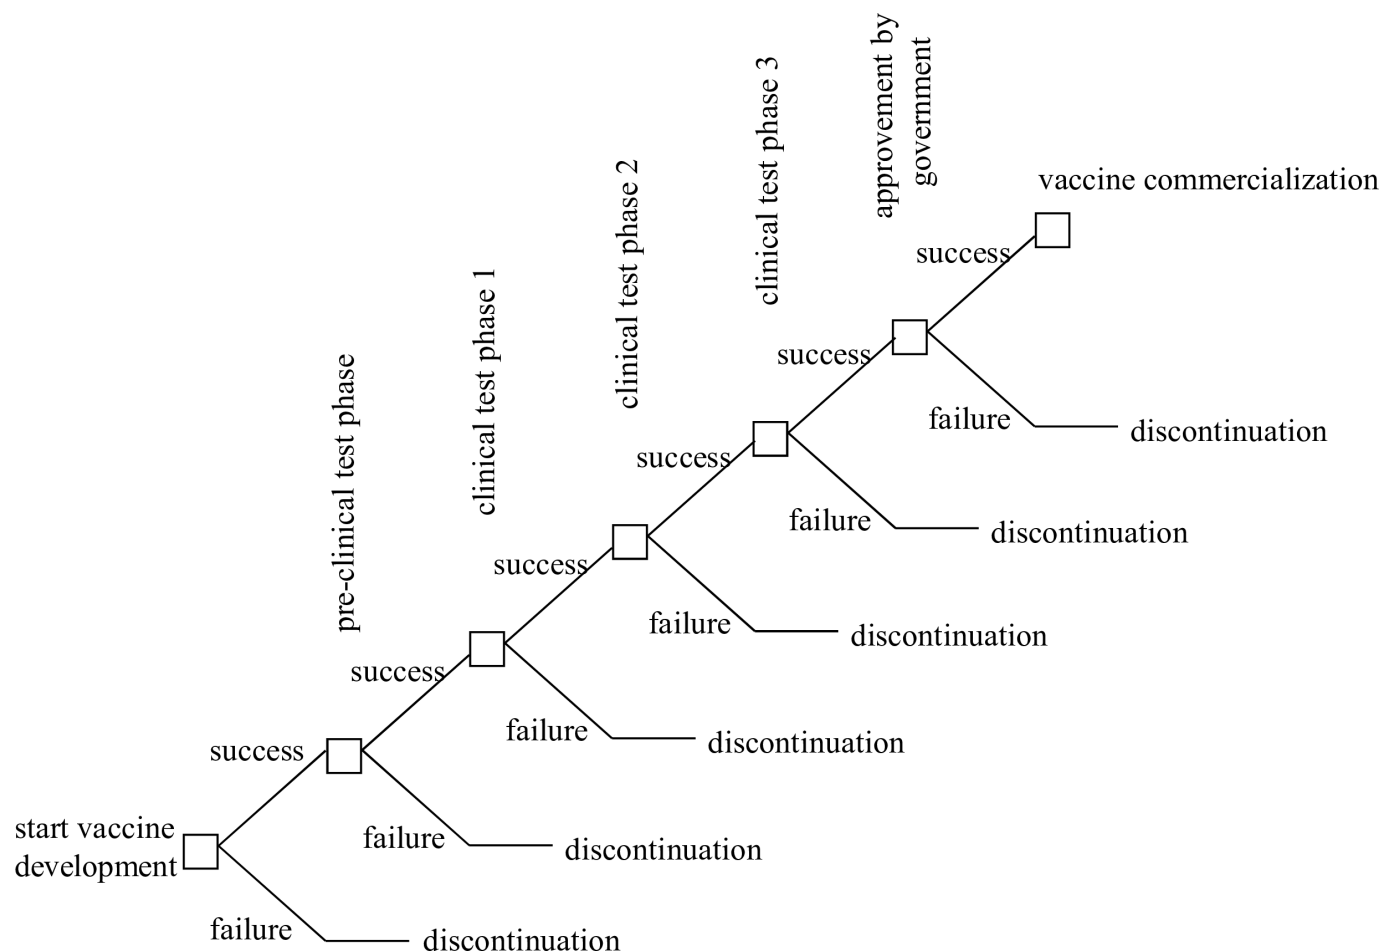 approvement by
government
clinical test phase 3
clinical test phase 2
clinical test phase 1
pre-clinical test phase
vaccine commercialization
success
success
failure
discontinuation
success
failure
discontinuation
success
failure
discontinuation
success
failure
discontinuation
success
start vaccine
development
failure
discontinuation
failure
discontinuation